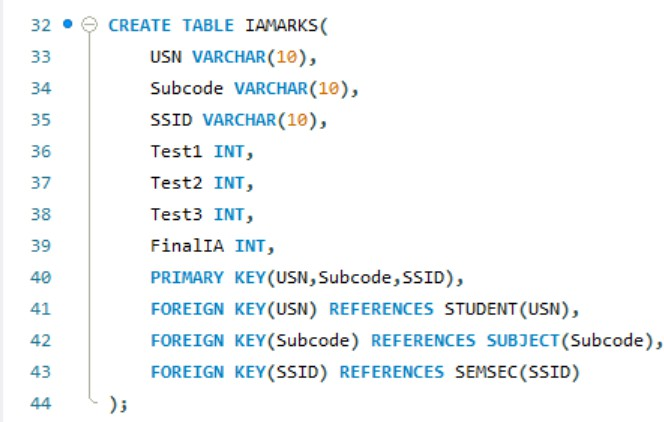 32 CREATE TABLE IAMARKS(
33 USN VARCHAR(10),
34 Subcode VARCHAR(10),
35 SSID VARCHAR(10),
36 Test1 INT,
37 Test2 INT,
38 Test3 INT,
39 FinalIA INT,
40 PRIMARY KEY(USN,Subcode,SSID),
41 FOREIGN KEY(USN) REFERENCES STUDENT(USN),
42 FOREIGN KEY(Subcode) REFERENCES SUBJECT(Subcode),
43 FOREIGN KEY(SSID) REFERENCES SEMSEC(SSID)
44 );